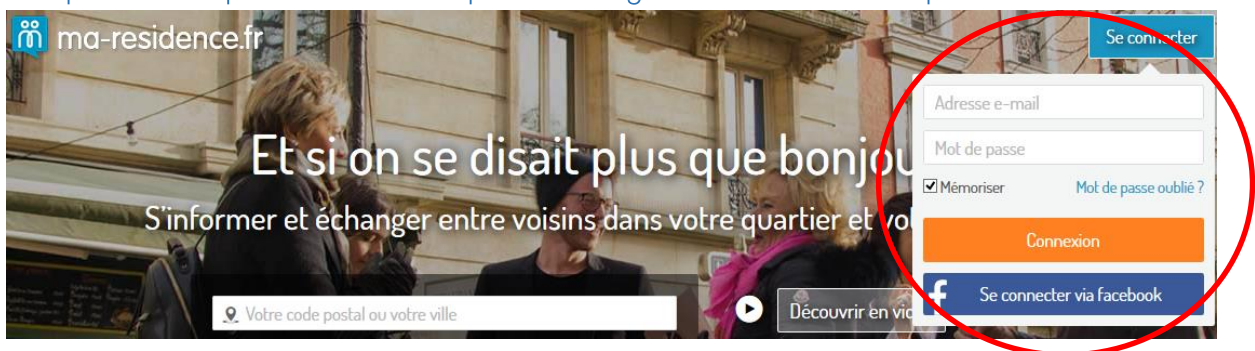 ma-residence.fr
Se connecter
Adresse e-mail
Mot de passe
Mémoriser
Mot de passe oublié ?
Connexion
Se connecter via facebook
Et si on se disait plus que bonjou
S'informer et échanger entre voisins dans votre quartier et
Votre code postal ou votre ville
Découvrir en